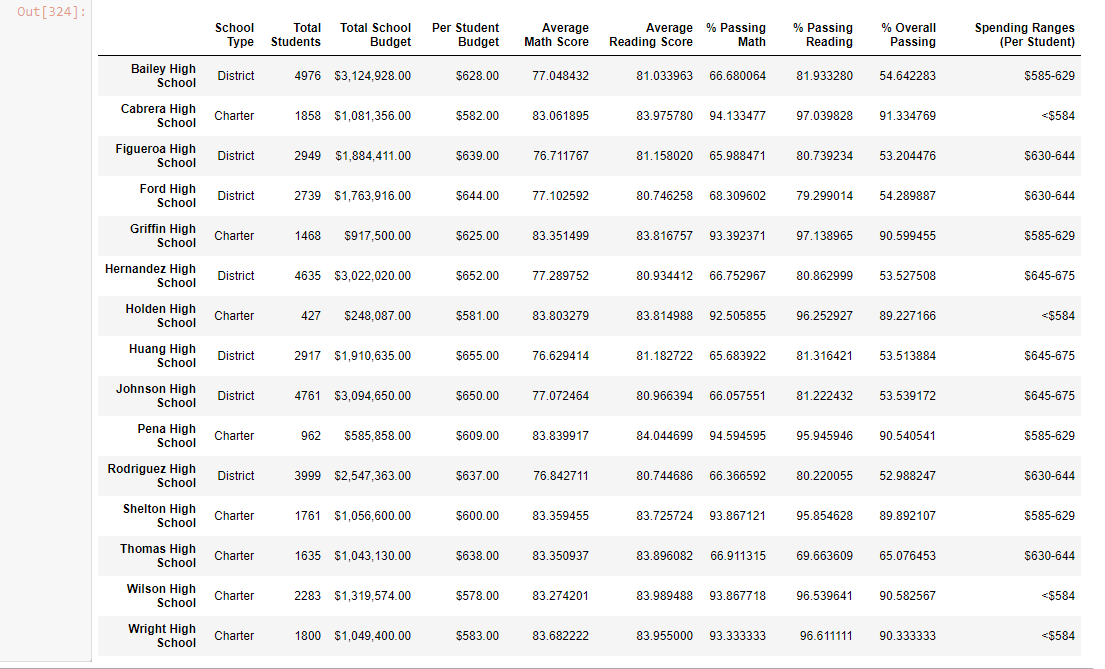 Out[324]:
School Type Total Students Total School Budget Per Student Budget Average Math Score Average Reading Score % Passing Math % Passing Reading % Overall Passing Spending Ranges (Per Student)
Bailey High School District 4976 $3,124,928.00 $628.00 77.048432 81.033963 66.680064 81.933280 54.642283 $585-629
Cabrera High School Charter 1858 $1,081,356.00 $582.00 83.061895 83.975780 94.133477 97.039828 91.334769 <$584
Figueroa High School District 2949 $1,884,411.00 $639.00 76.711767 81.158020 65.988471 80.739234 53.204476 $630-644
Ford High School District 2739 $1,763,916.00 $644.00 77.102592 80.746258 68.309602 79.299014 54.289887 $630-644
Griffin High School Charter 1468 $917,500.00 $625.00 83.351499 83.816757 93.392371 97.138965 90.599455 $585-629
Hernandez High School District 4635 $3,022,020.00 $652.00 77.289752 80.934412 66.752967 80.862999 53.527508 $645-675
Holden High School Charter 427 $248,087.00 $581.00 83.803279 83.814988 92.505855 96.252927 89.227166 <$584
Huang High School District 2917 $1,910,635.00 $655.00 76.629414 81.182722 65.683922 81.316421 53.513884 $645-675
Johnson High School District 4761 $3,094,650.00 $650.00 77.072464 80.966394 66.057551 81.222432 53.539172 $645-675
Pena High School Charter 962 $585,858.00 $609.00 83.839917 84.044699 94.594595 95.945946 90.540541 $585-629
Rodriguez High School District 3999 $2,547,363.00 $637.00 76.842711 80.744686 66.366592 80.220055 52.988247 $630-644
Shelton High School Charter 1761 $1,056,600.00 $600.00 83.359455 83.725724 93.867121 95.854628 89.892107 $585-629
Thomas High School Charter 1635 $1,043,130.00 $638.00 83.350937 83.896082 66.911315 69.663609 65.076453 $630-644
Wilson High School Charter 2283 $1,319,574.00 $578.00 83.274201 83.989488 93.867718 96.539641 90.582567 <$584
Wright High School Charter 1800 $1,049,400.00 $583.00 83.682222 83.955000 93.333333 96.611111 90.333333 <$584